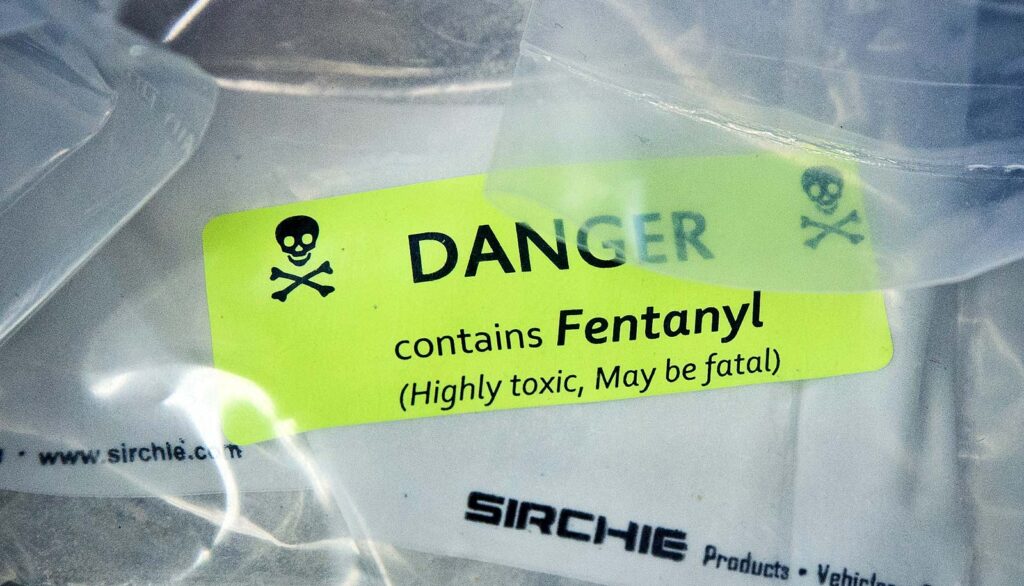 DANGER
contains Fentanyl
(Highly toxic, May be fatal)
www.sirchie.com
SIRCHIE
Products •